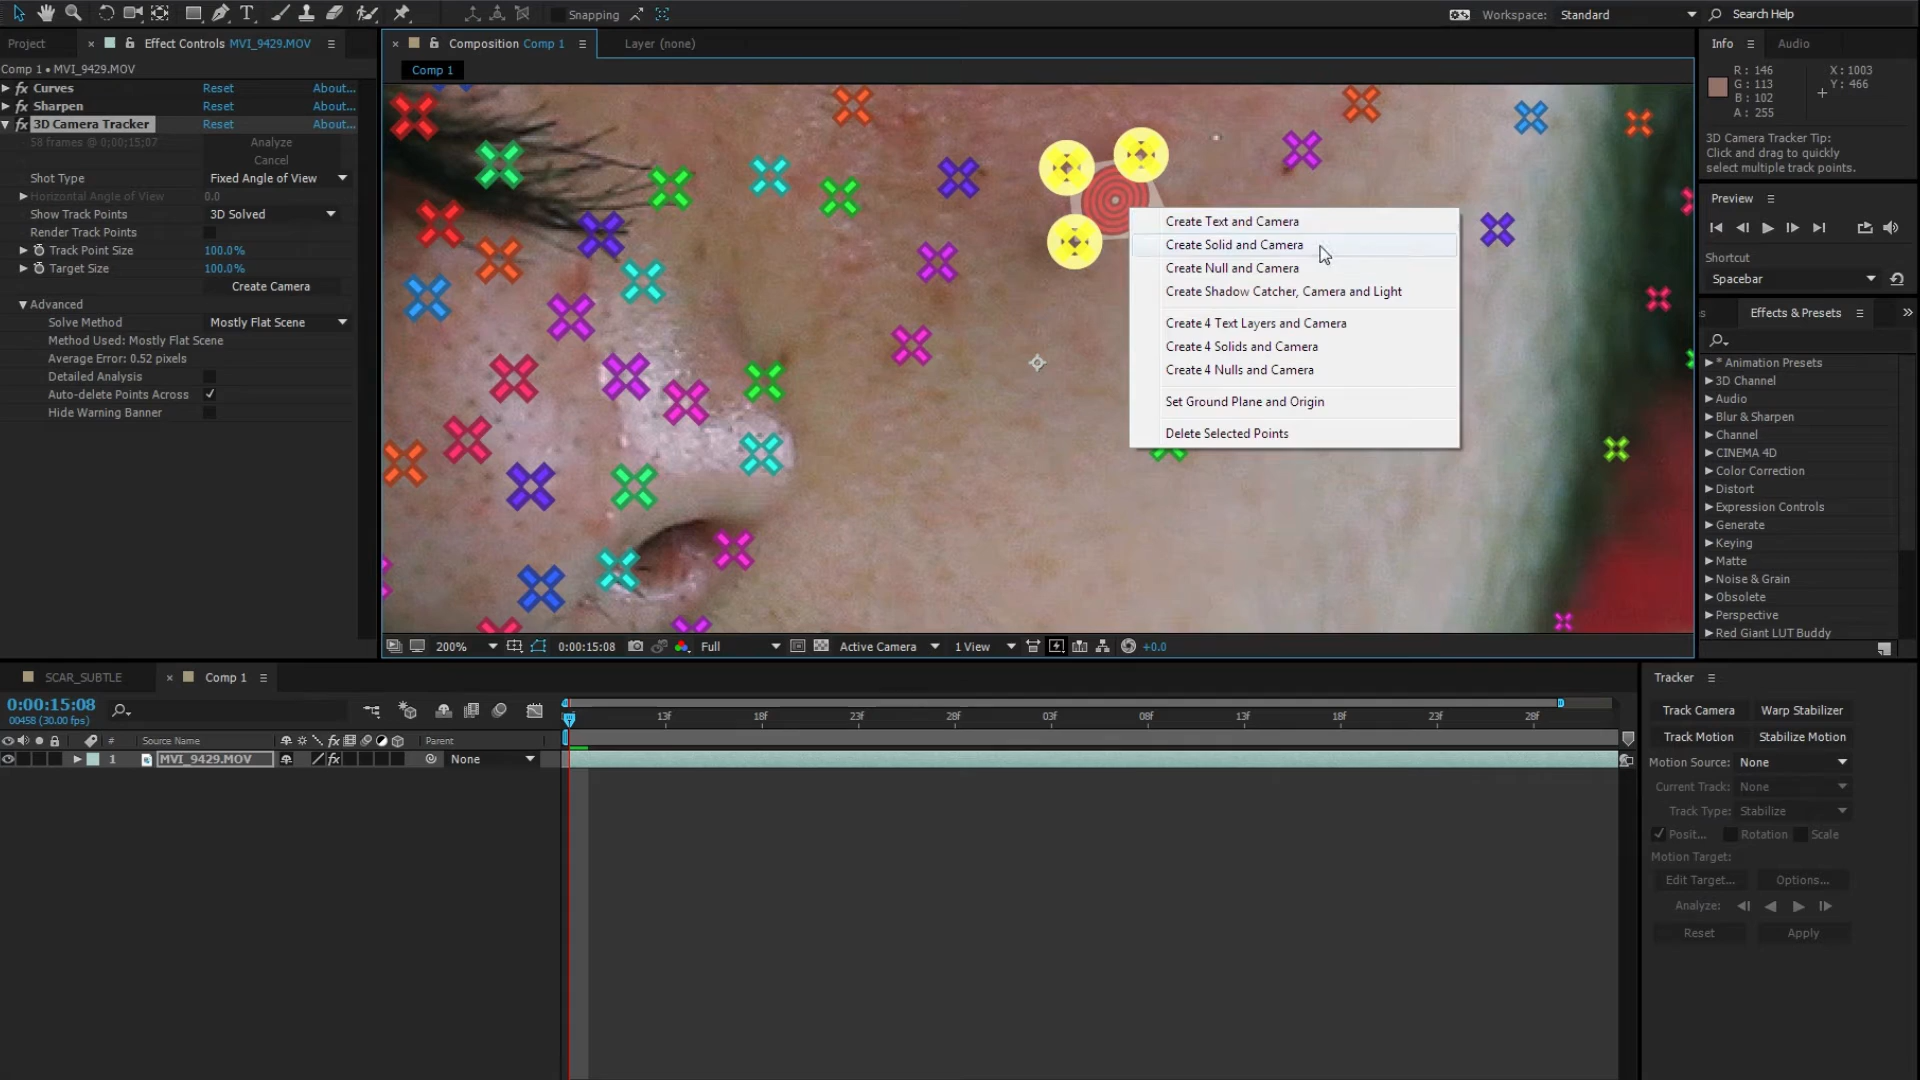 Snapping
Workspace: Standard
Search Help
Project
Effect Controls MVI_9429.MOV
Composition Comp 1
Layer (none)
Info
Audio
Comp 1 • MVI_9429.MOV
Comp 1
R: 146
G: 113
B: 102
A: 255
X: 1003
Y: 466
fx Curves Reset About...
fx Sharpen Reset About...
fx 3D Camera Tracker Reset About...
58 frames @ 0;00;15;07
Analyze
Cancel
Shot Type Fixed Angle of View
Horizontal Angle of View 0.0
Show Track Points 3D Solved
Render Track Points
Track Point Size 100.0%
Target Size 100.0%
Create Camera
Advanced
Solve Method Mostly Flat Scene
Method Used: Mostly Flat Scene
Average Error: 0.52 pixels
Detailed Analysis
Auto-delete Points Across
Hide Warning Banner
Create Text and Camera
Create Solid and Camera
Create Null and Camera
Create Shadow Catcher, Camera and Light
Create 4 Text Layers and Camera
Create 4 Solids and Camera
Create 4 Nulls and Camera
Set Ground Plane and Origin
Delete Selected Points
3D Camera Tracker Tip:
Click and drag to quickly
select multiple track points.
Preview
Shortcut
Spacebar
s
Effects & Presets
* Animation Presets
3D Channel
Audio
Blur & Sharpen
Channel
CINEMA 4D
Color Correction
Distort
Expression Controls
Generate
Keying
Matte
Noise & Grain
Obsolete
Perspective
Red Giant LUT Buddy
200% 0:00:15:08 Full Active Camera 1 View +0.0
SCAR_SUBTLE
Comp 1
0:00:15:08
00458 (30.00 fps)
13f 18f 23f 28f 03f 08f 13f 18f 23f 28f
# Source Name fx Parent
1 MVI_9429.MOV fx None
Tracker
Track Camera Warp Stabilizer
Track Motion Stabilize Motion
Motion Source: None
Current Track: None
Track Type: Stabilize
Posit... Rotation Scale
Motion Target:
Edit Target... Options...
Analyze:
Reset Apply